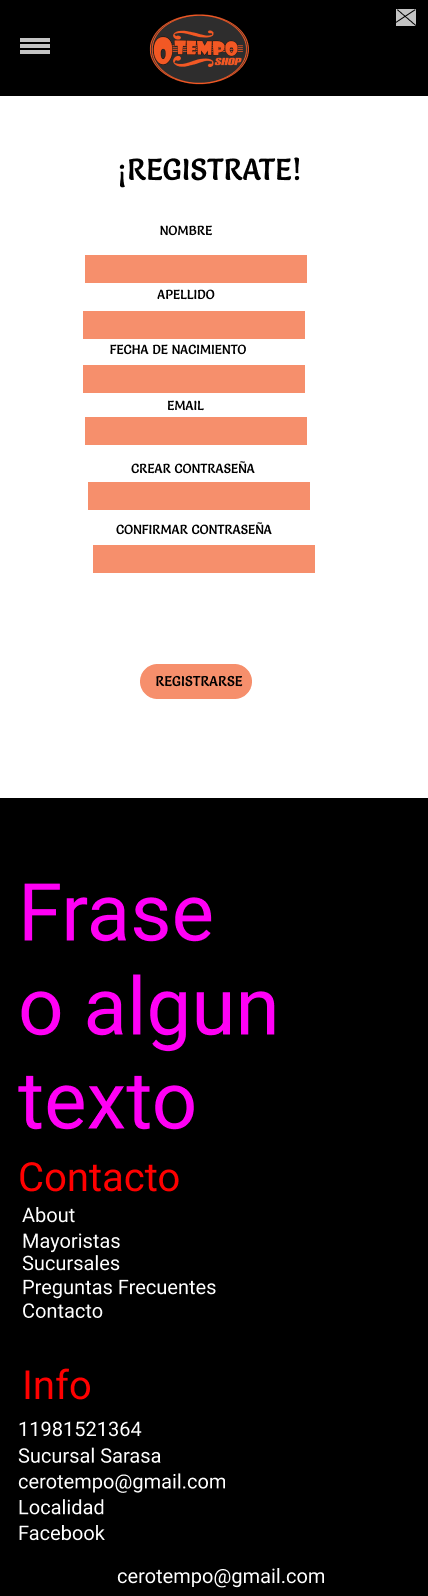 0 TEMPO
SHOP
¡REGISTRATE!
NOMBRE
APELLIDO
FECHA DE NACIMIENTO
EMAIL
CREAR CONTRASEÑA
CONFIRMAR CONTRASEÑA
REGISTRARSE
Frase
o algun
texto
Contacto
About
Mayoristas
Sucursales
Preguntas Frecuentes
Contacto
Info
11981521364
Sucursal Sarasa
cerotempo@gmail.com
Localidad
Facebook
cerotempo@gmail.com